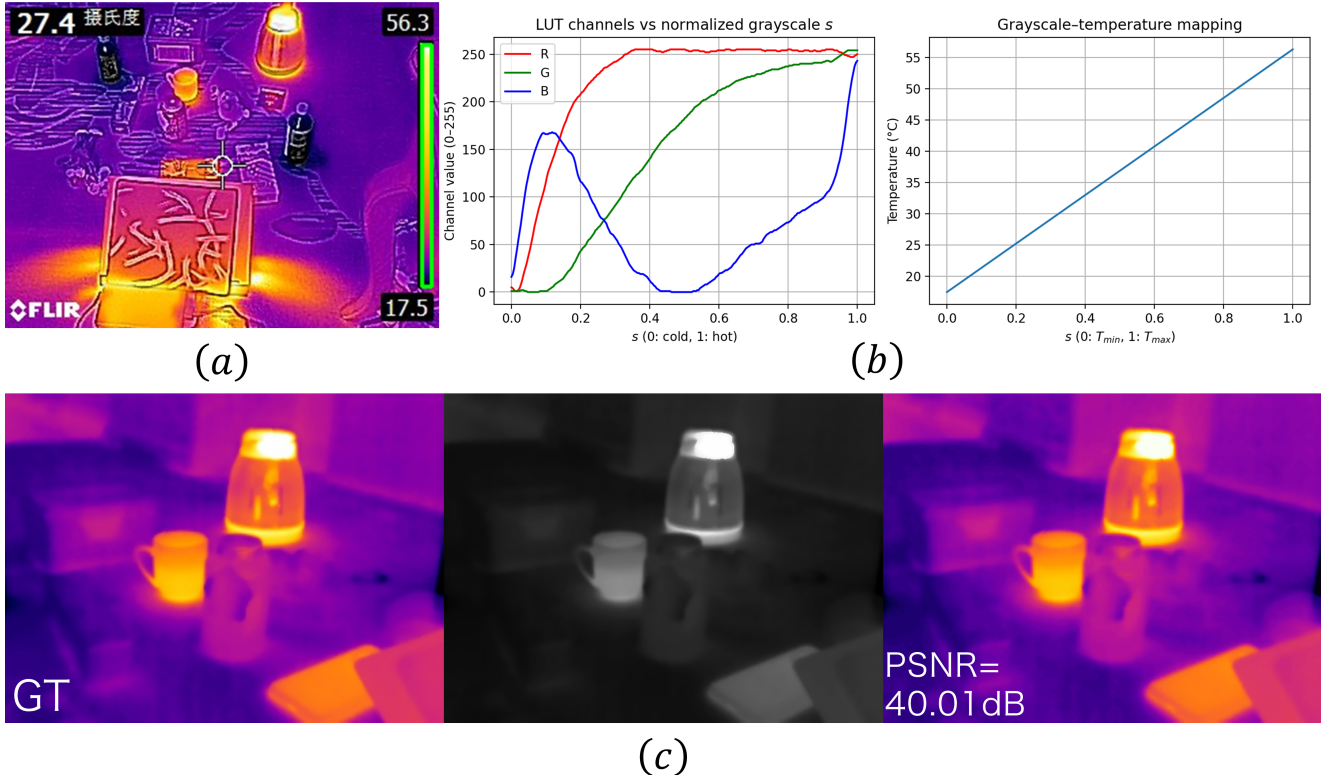 27.4 摄氏度
56.3
17.5
FLIR
(a)
LUT channels vs normalized grayscale s
R
G
B
Channel value (0–255)
250
200
150
100
50
0
0.0 0.2 0.4 0.6 0.8 1.0
s (0: cold, 1: hot)
Grayscale–temperature mapping
Temperature (°C)
55
50
45
40
35
30
25
20
0.0 0.2 0.4 0.6 0.8 1.0
s (0: Tmin, 1: Tmax)
(b)
GT
PSNR=
40.01dB
(c)